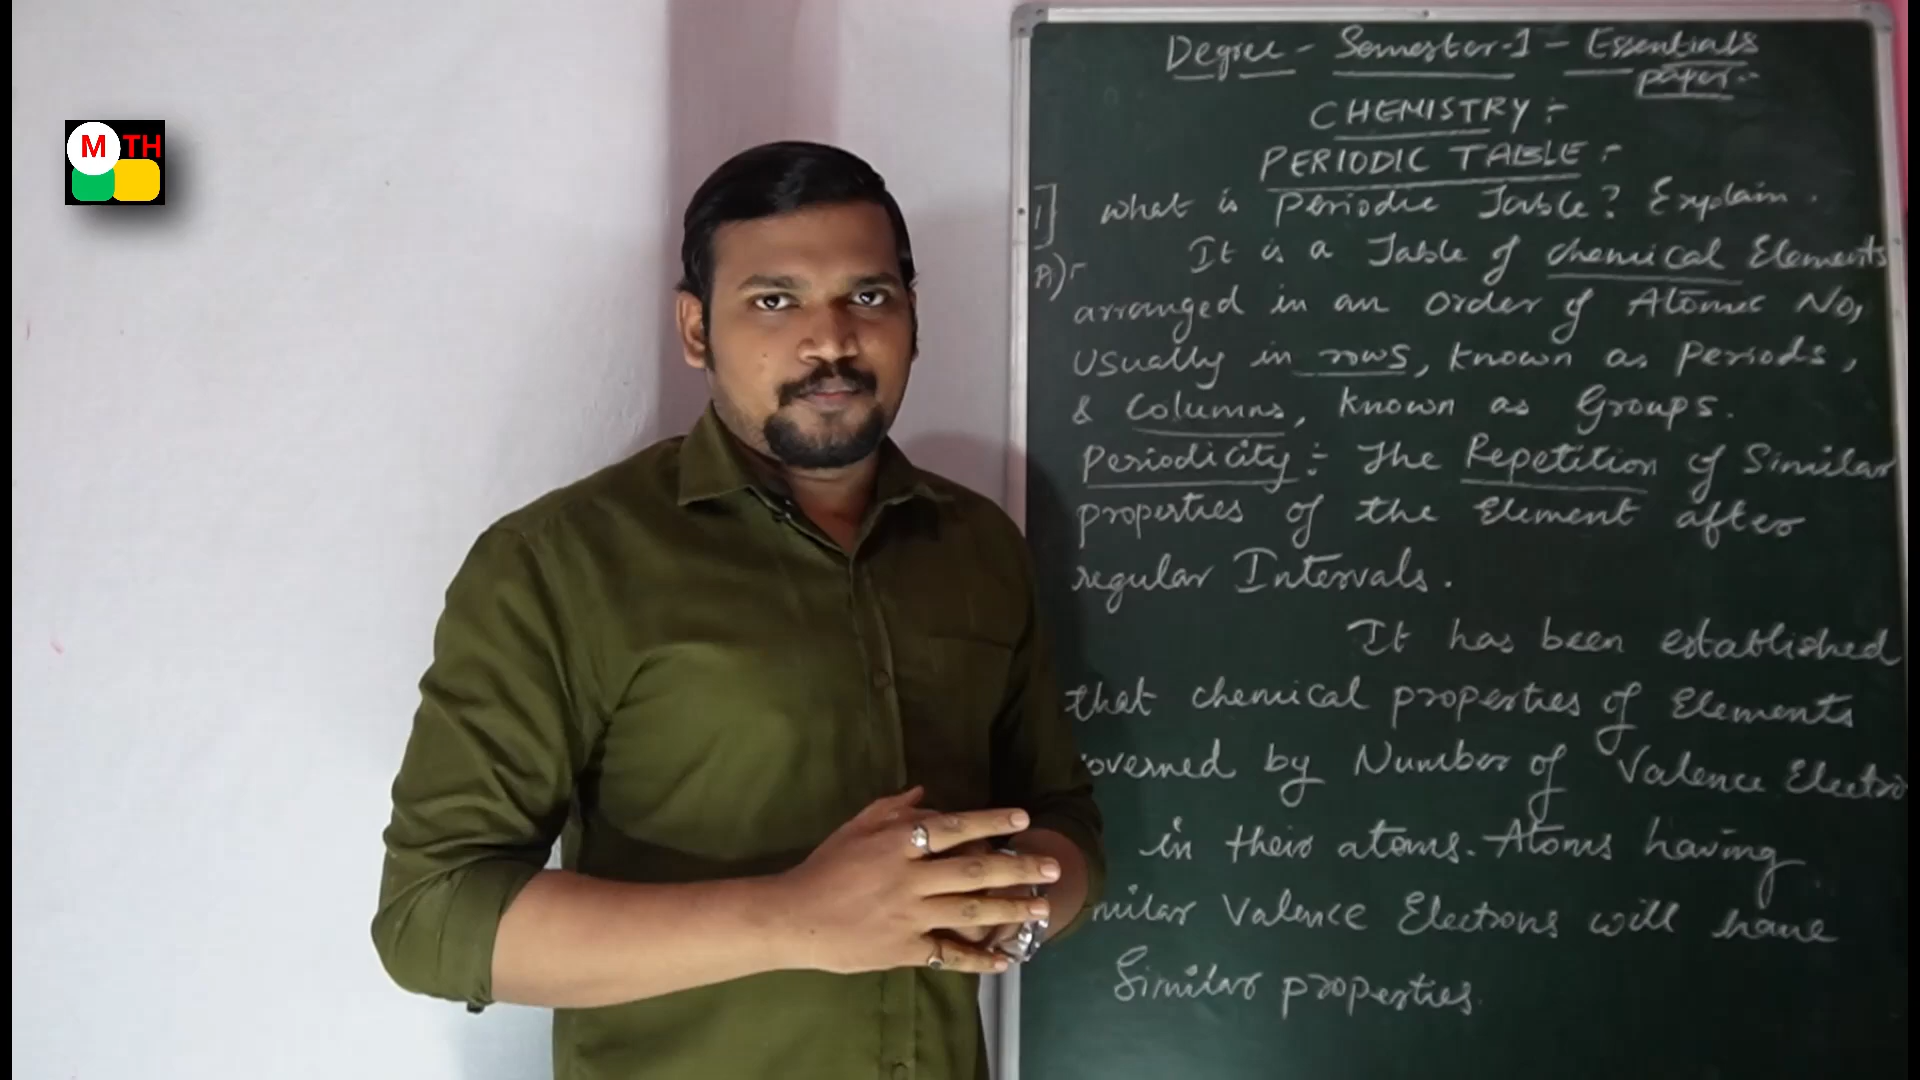 M TH
Degree - Semester-1 - Essentials
paper-
CHEMISTRY :-
PERIODIC TABLE :-
1] What is Periodic Table? Explain.
A):- It is a Table of chemical Elements
arranged in an order of Atomic No,
Usually in rows, known as Periods,
& Columns, known as Groups.
Periodicity :- The Repetition of Similar
properties of the Element after
regular Intervals.
It has been established
that chemical properties of Elements
overned by Number of Valence Electro
in their atoms. Atoms having
milar Valence Electrons will have
Similar properties.